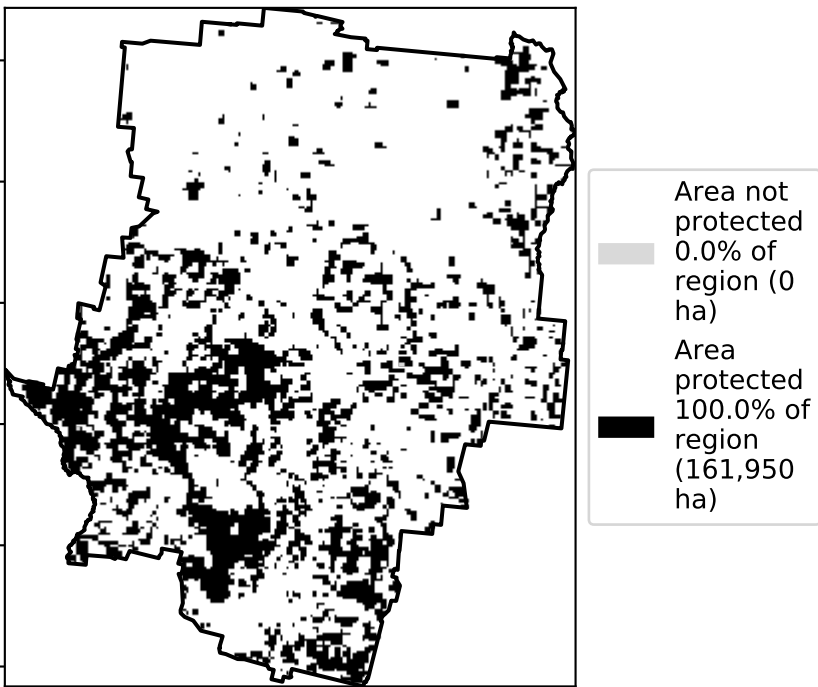 Area not
protected
0.0% of
region (0
ha)
Area
protected
100.0% of
region
(161,950
ha)